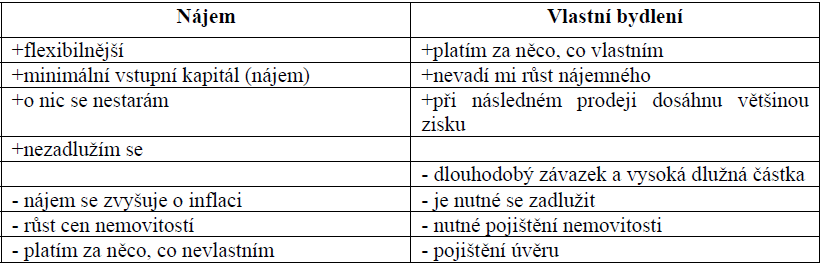 Nájem Vlastní bydlení
+flexibilnější +platím za něco, co vlastním
+minimální vstupní kapitál (nájem) +nevadí mi růst nájemného
+o nic se nestarám +při následném prodeji dosáhnu většinou
zisku
+nezadlužím se
- dlouhodobý závazek a vysoká dlužná částka
- nájem se zvyšuje o inflaci - je nutné se zadlužit
- růst cen nemovitostí - nutné pojištění nemovitosti
- platím za něco, co nevlastním - pojištění úvěru